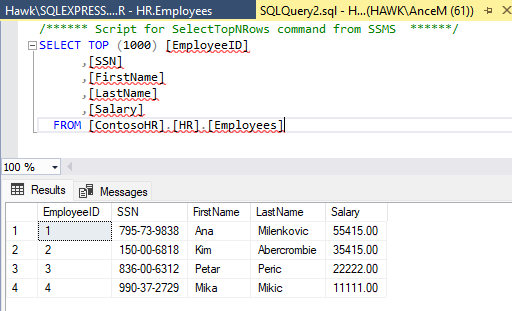 Hawk\SQLEXPRESS....R - HR.Employees SQLQuery2.sql - H...(HAWK\AnceM (61))
/****** Script for SelectTopNRows command from SSMS ******/
SELECT TOP (1000) [EmployeeID]
,[SSN]
,[FirstName]
,[LastName]
,[Salary]
FROM [ContosoHR].[HR].[Employees]
100 %
Results Messages
EmployeeID SSN FirstName LastName Salary
1 1 795-73-9838 Ana Milenkovic 55415.00
2 2 150-00-6818 Kim Abercrombie 35415.00
3 3 836-00-6312 Petar Peric 22222.00
4 4 990-37-2729 Mika Mikic 11111.00